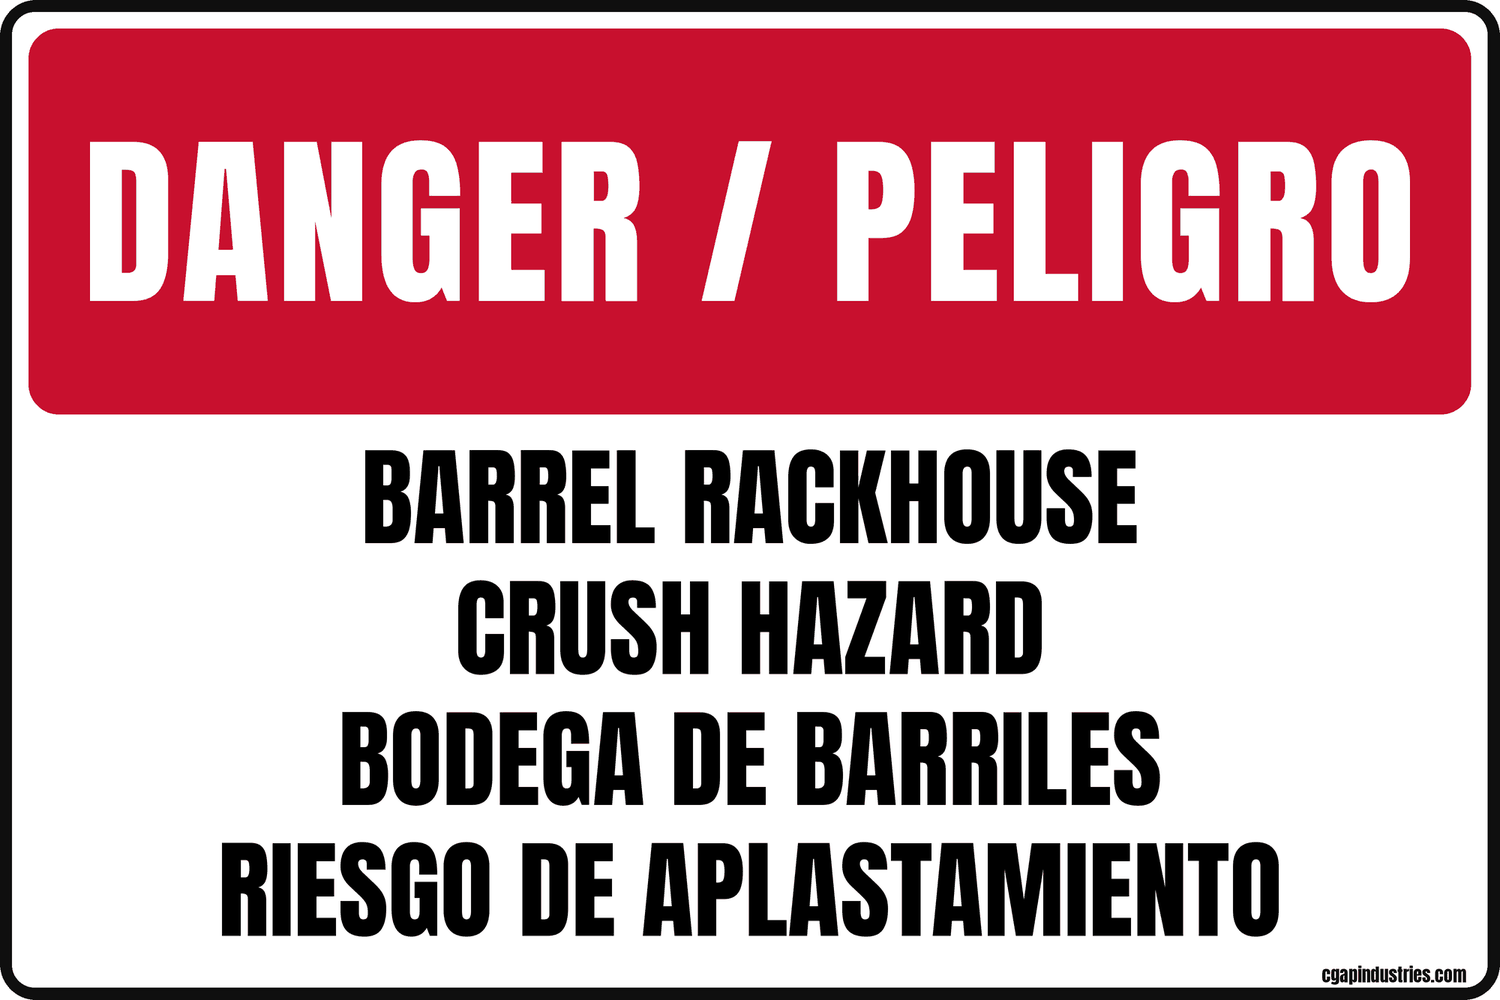 DANGER / PELIGRO
BARREL RACKHOUSE
CRUSH HAZARD
BODEGA DE BARRILES
RIESGO DE APLASTAMIENTO
cgapindustries.com